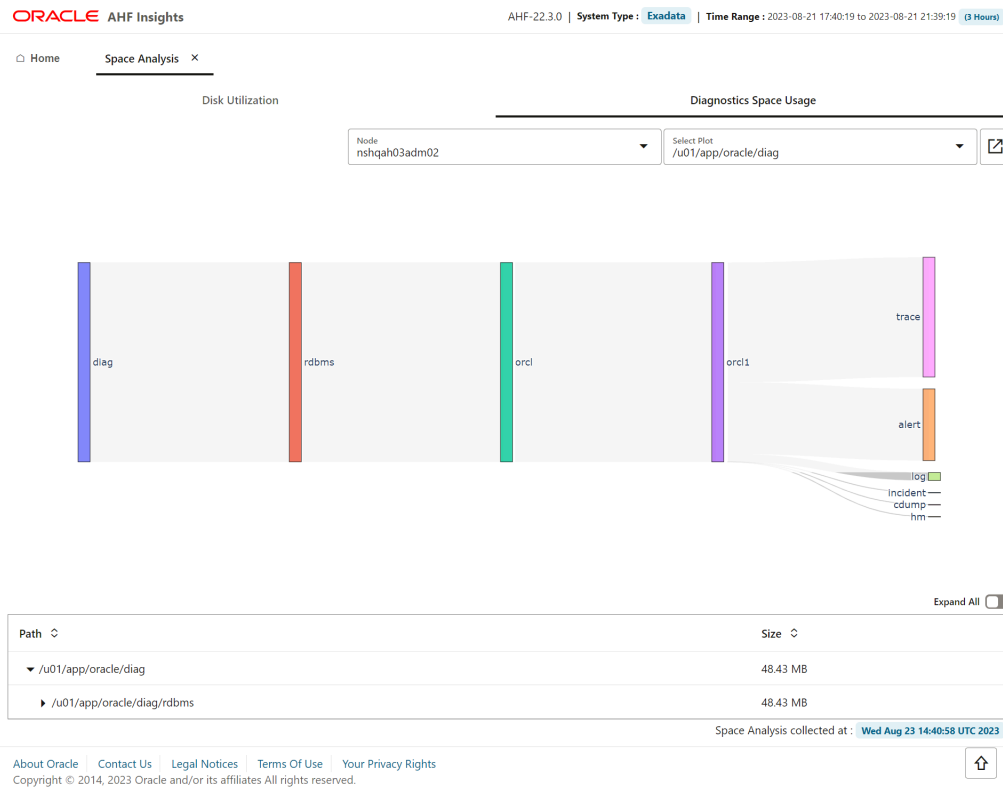 ORACLE AHF Insights
AHF-22.3.0 | System Type : Exadata | Time Range : 2023-08-21 17:40:19 to 2023-08-21 21:39:19 (3 Hours)
Home
Space Analysis ✕
Disk Utilization
Diagnostics Space Usage
Node
nshqah03adm02
Select Plot
/u01/app/oracle/diag
diag
rdbms
orcl
orcl1
trace
alert
log
incident
cdump
hm
Expand All
Path
Size
/u01/app/oracle/diag 48.43 MB
/u01/app/oracle/diag/rdbms 48.43 MB
Space Analysis collected at : Wed Aug 23 14:40:58 UTC 2023
About Oracle Contact Us Legal Notices Terms Of Use Your Privacy Rights
Copyright © 2014, 2023 Oracle and/or its affiliates All rights reserved.